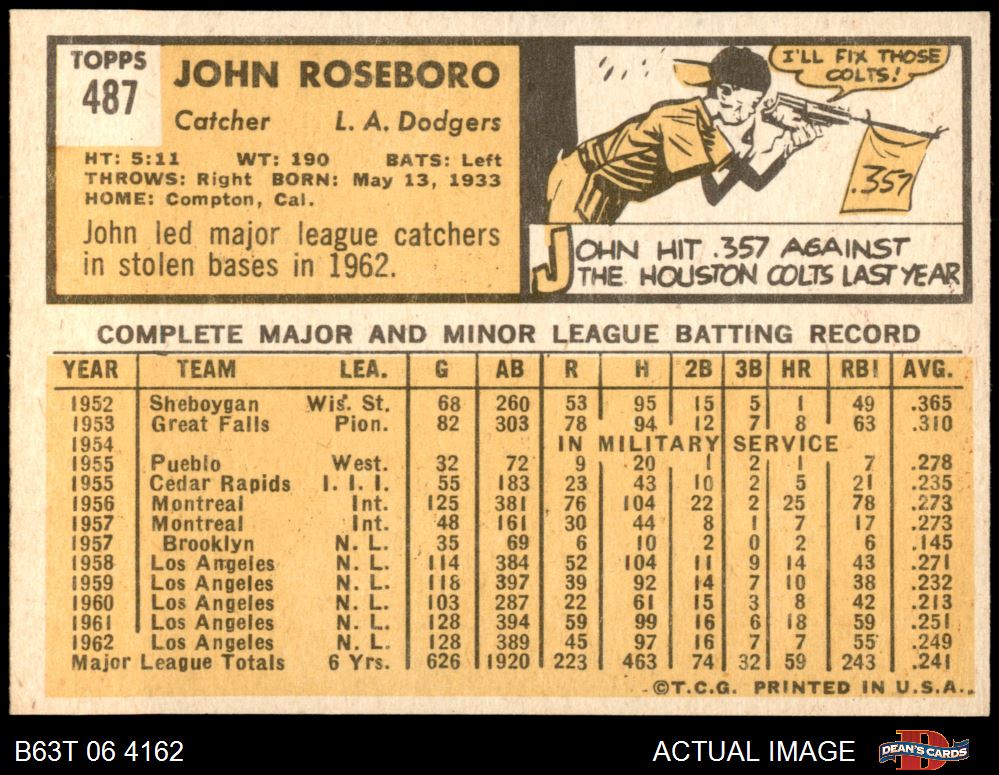 TOPPS
487
JOHN ROSEBORO
Catcher L. A. Dodgers
HT: 5:11 WT: 190 BATS: Left
THROWS: Right BORN: May 13, 1933
HOME: Compton, Cal.
John led major league catchers
in stolen bases in 1962.
I'LL FIX THOSE
COLTS!
.357
JOHN HIT .357 AGAINST
THE HOUSTON COLTS LAST YEAR
COMPLETE MAJOR AND MINOR LEAGUE BATTING RECORD
YEAR TEAM LEA. G AB R H 2B 3B HR RBI AVG.
1952 Sheboygan Wis. St. 68 260 53 95 15 5 1 49 .365
1953 Great Falls Pion. 82 303 78 94 12 7 8 63 .310
1954 IN MILITARY SERVICE
1955 Pueblo West. 32 72 9 20 1 2 1 7 .278
1955 Cedar Rapids I. I. I. 55 183 23 43 10 2 5 21 .235
1956 Montreal Int. 125 381 76 104 22 2 25 78 .273
1957 Montreal Int. 48 161 30 44 8 1 7 17 .273
1957 Brooklyn N. L. 35 69 6 10 2 0 2 6 .145
1958 Los Angeles N. L. 114 384 52 104 11 9 14 43 .271
1959 Los Angeles N. L. 118 397 39 92 14 7 10 38 .232
1960 Los Angeles N. L. 103 287 22 61 15 3 8 42 .213
1961 Los Angeles N. L. 128 394 59 99 16 6 18 59 .251
1962 Los Angeles N. L. 128 389 45 97 16 7 7 55 .249
Major League Totals 6 Yrs. 626 1920 223 463 74 32 59 243 .241
©T.C.G. PRINTED IN U.S.A.
B63T 06 4162 ACTUAL IMAGE DEAN'S CARDS